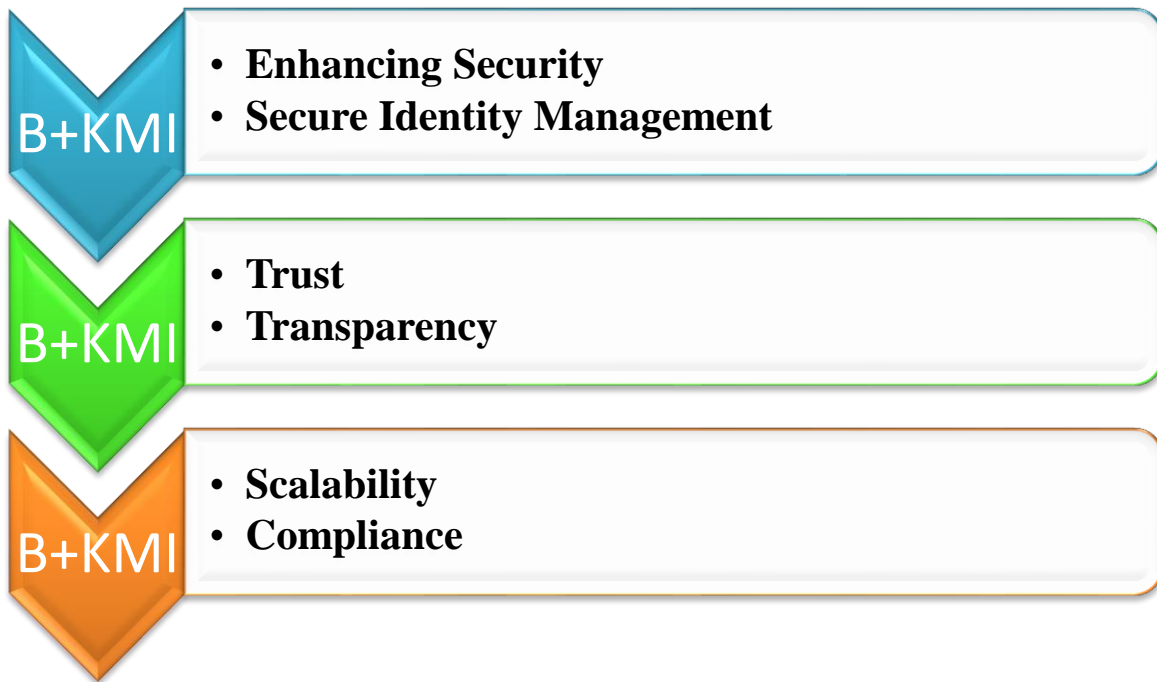 B+KMI
• Enhancing Security
• Secure Identity Management
B+KMI
• Trust
• Transparency
B+KMI
• Scalability
• Compliance